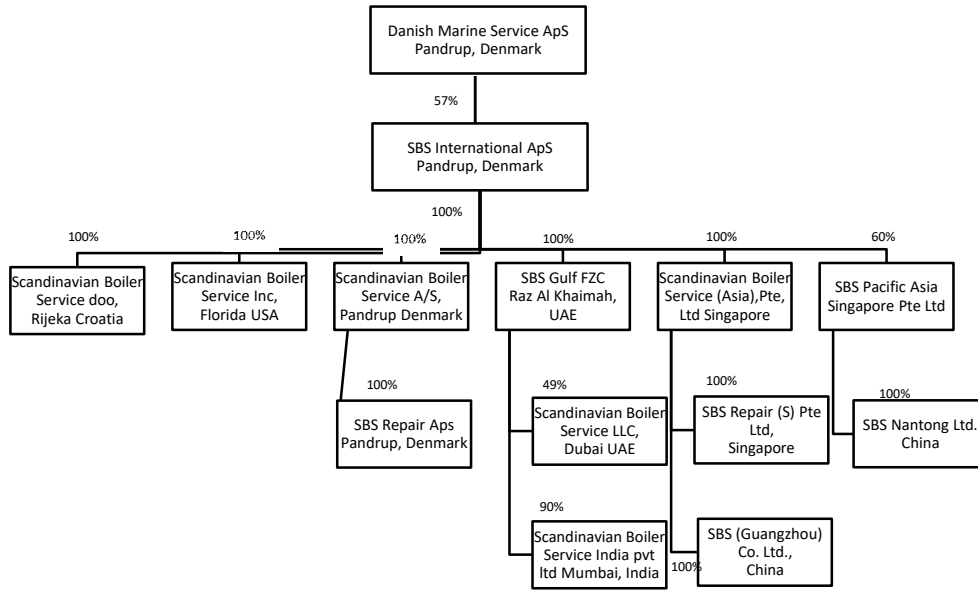 Danish Marine Service ApS
Pandrup, Denmark
57%
SBS International ApS
Pandrup, Denmark
100%
100%
100%
100%
100%
100%
60%
Scandinavian Boiler
Service doo,
Rijeka Croatia
Scandinavian Boiler
Service Inc,
Florida USA
Scandinavian Boiler
Service A/S,
Pandrup Denmark
SBS Gulf FZC
Raz Al Khaimah,
UAE
Scandinavian Boiler
Service (Asia),Pte,
Ltd Singapore
SBS Pacific Asia
Singapore Pte Ltd
100%
SBS Repair Aps
Pandrup, Denmark
49%
Scandinavian Boiler
Service LLC,
Dubai UAE
100%
SBS Repair (S) Pte
Ltd,
Singapore
100%
SBS Nantong Ltd.
China
90%
Scandinavian Boiler
Service India pvt
ltd Mumbai, India
100%
SBS (Guangzhou)
Co. Ltd.,
China